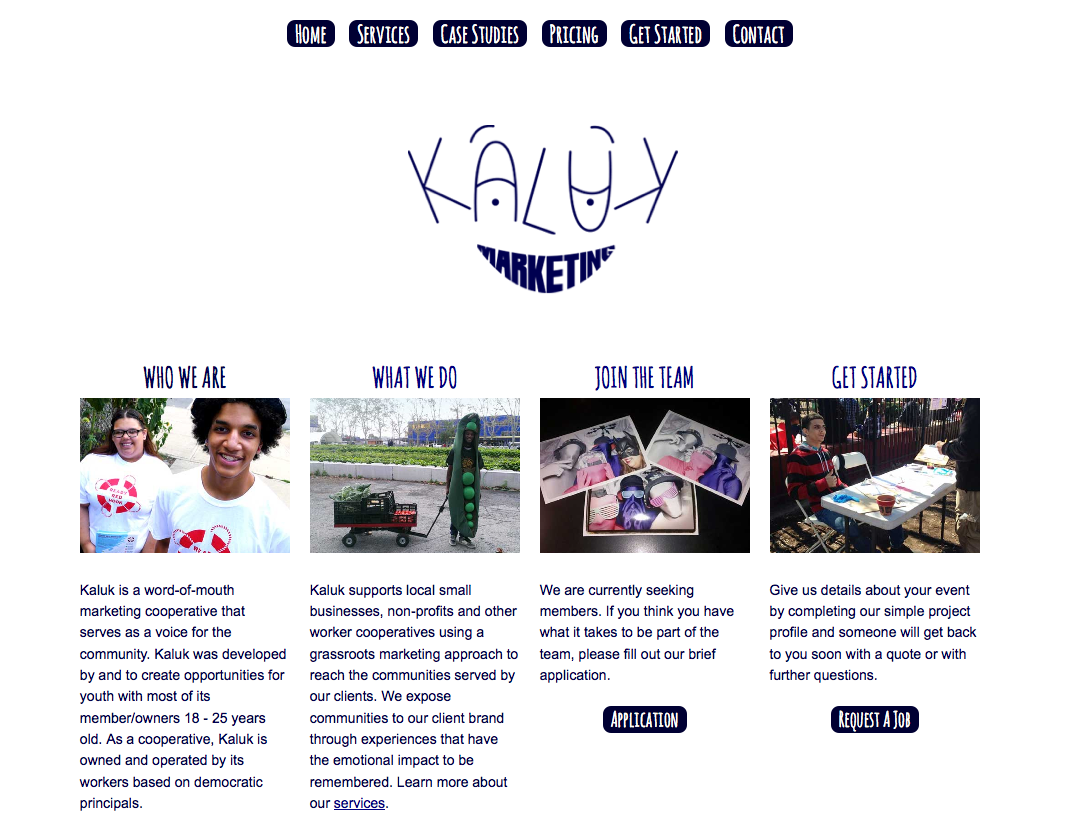 Home Services Case Studies Pricing Get Started Contact
KALUK
MARKETING
WHO WE ARE
Kaluk is a word-of-mouth
marketing cooperative that
serves as a voice for the
community. Kaluk was developed
by and to create opportunities for
youth with most of its
member/owners 18 - 25 years
old. As a cooperative, Kaluk is
owned and operated by its
workers based on democratic
principals.
WHAT WE DO
Kaluk supports local small
businesses, non-profits and other
worker cooperatives using a
grassroots marketing approach to
reach the communities served by
our clients. We expose
communities to our client brand
through experiences that have
the emotional impact to be
remembered. Learn more about
our services.
JOIN THE TEAM
We are currently seeking
members. If you think you have
what it takes to be part of the
team, please fill out our brief
application.
Application
GET STARTED
Give us details about your event
by completing our simple project
profile and someone will get back
to you soon with a quote or with
further questions.
Request A Job